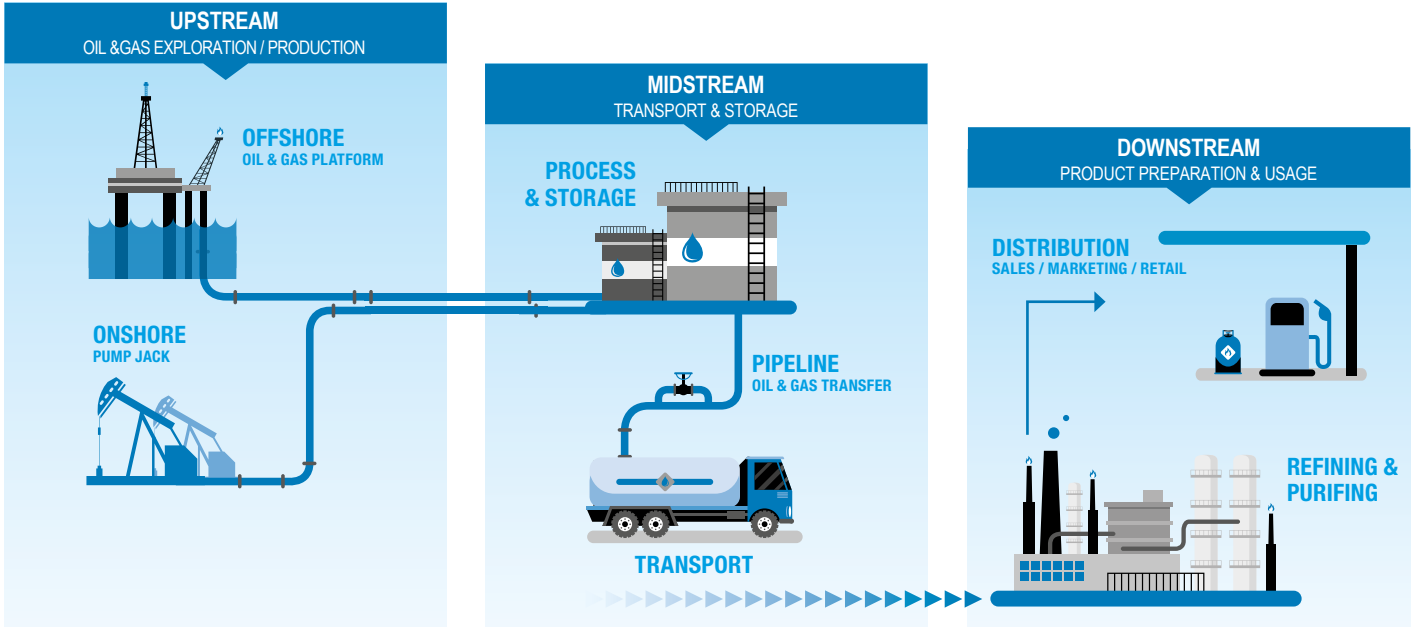 UPSTREAM
OIL &GAS EXPLORATION / PRODUCTION
OFFSHORE
OIL & GAS PLATFORM
ONSHORE
PUMP JACK
MIDSTREAM
TRANSPORT & STORAGE
PROCESS
& STORAGE
PIPELINE
OIL & GAS TRANSFER
TRANSPORT
DOWNSTREAM
PRODUCT PREPARATION & USAGE
DISTRIBUTION
SALES / MARKETING / RETAIL
REFINING &
PURIFING